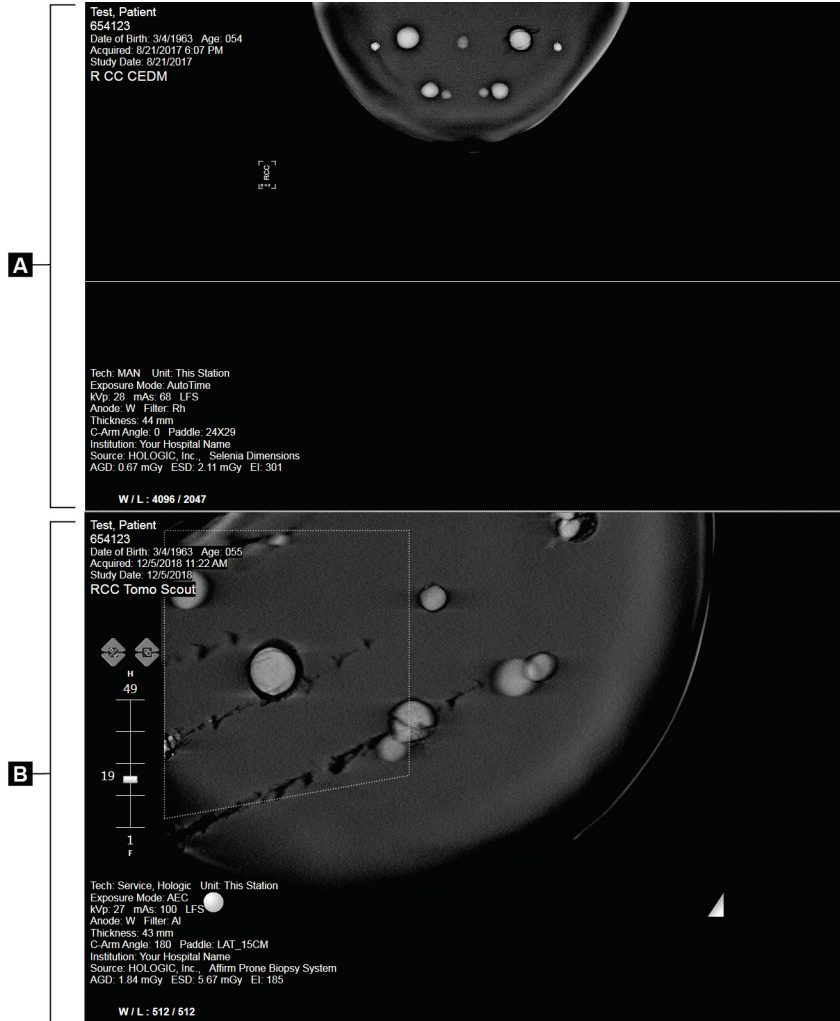 Test, Patient
654123
Date of Birth: 3/4/1963 Age: 054
Acquired: 8/21/2017 6:07 PM
Study Date: 8/21/2017
R CC CEDM
RCC
A
Tech: MAN Unit: This Station
Exposure Mode: AutoTime
kVp: 28 mAs: 68 LFS
Anode: W Filter: Rh
Thickness: 44 mm
C-Arm Angle: 0 Paddle: 24X29
Institution: Your Hospital Name
Source: HOLOGIC, Inc., Selenia Dimensions
AGD: 0.67 mGy ESD: 2.11 mGy EI: 301
W / L : 4096 / 2047
Test, Patient
654123
Date of Birth: 3/4/1963 Age: 055
Acquired: 12/5/2018 11:22 AM
Study Date: 12/5/2018
RCC Tomo Scout
H
49
B
19
1
F
Tech: Service, Hologic Unit: This Station
Exposure Mode: AEC
kVp: 27 mAs: 100 LFS
Anode: W Filter: Al
Thickness: 43 mm
C-Arm Angle: 180 Paddle: LAT_15CM
Institution: Your Hospital Name
Source: HOLOGIC, Inc., Affirm Prone Biopsy System
AGD: 1.84 mGy ESD: 5.67 mGy EI: 185
W / L : 512 / 512